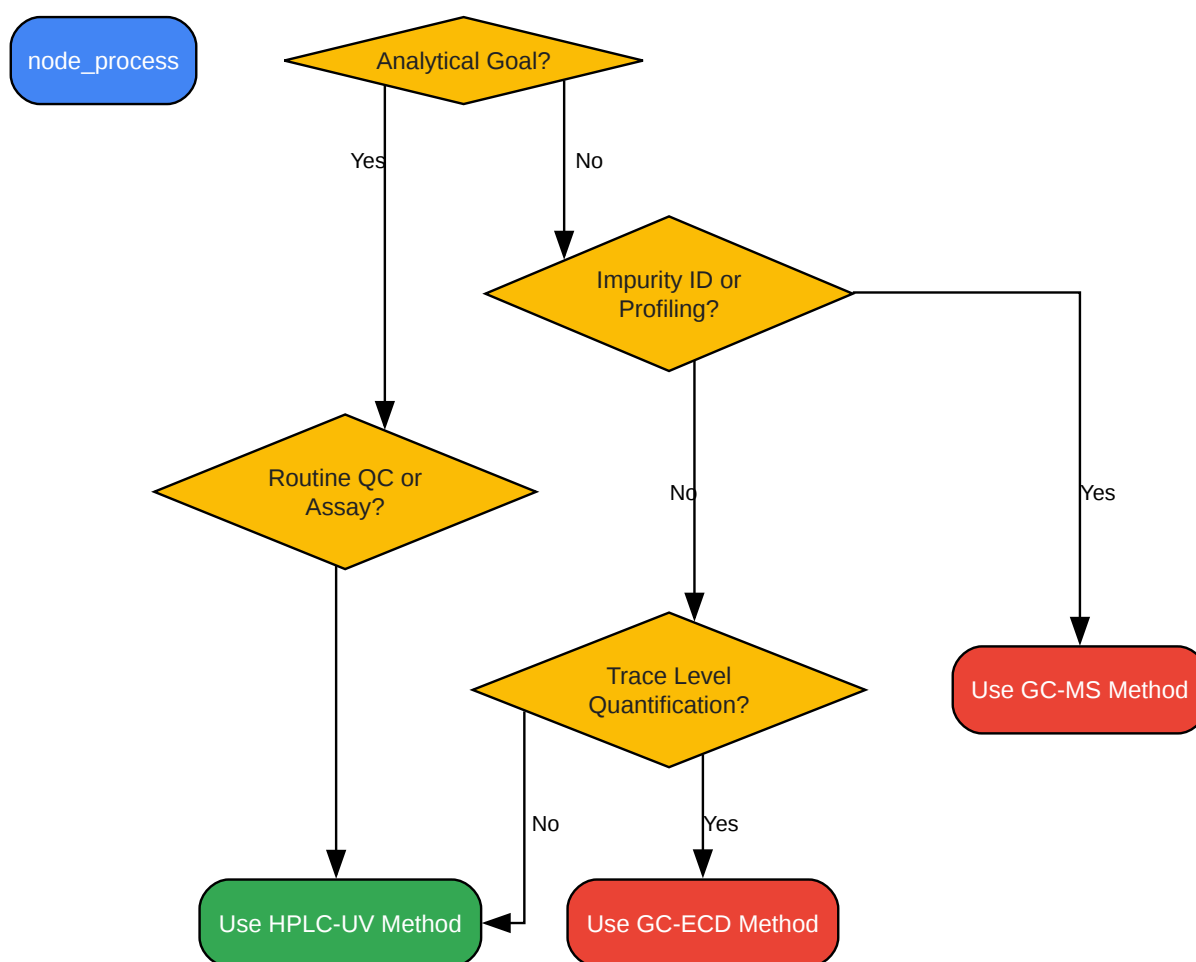 node_process
Analytical Goal?
Yes
No
Impurity ID or
Profiling?
Routine QC or
Assay?
No
Yes
Trace Level
Quantification?
Use GC-MS Method
No
Yes
Use HPLC-UV Method
Use GC-ECD Method